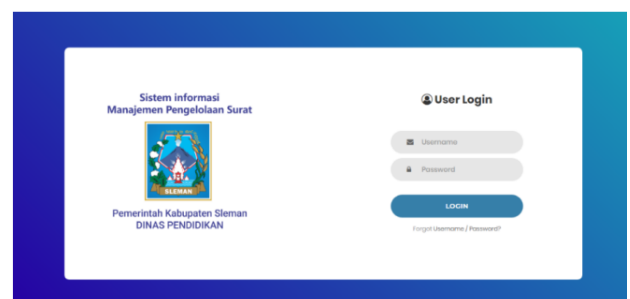 Sistem informasi
Manajemen Pengelolaan Surat
SLEMAN
Pemerintah Kabupaten Sleman
DINAS PENDIDIKAN
User Login
Username
Password
LOGIN
Forgot Username / Password?